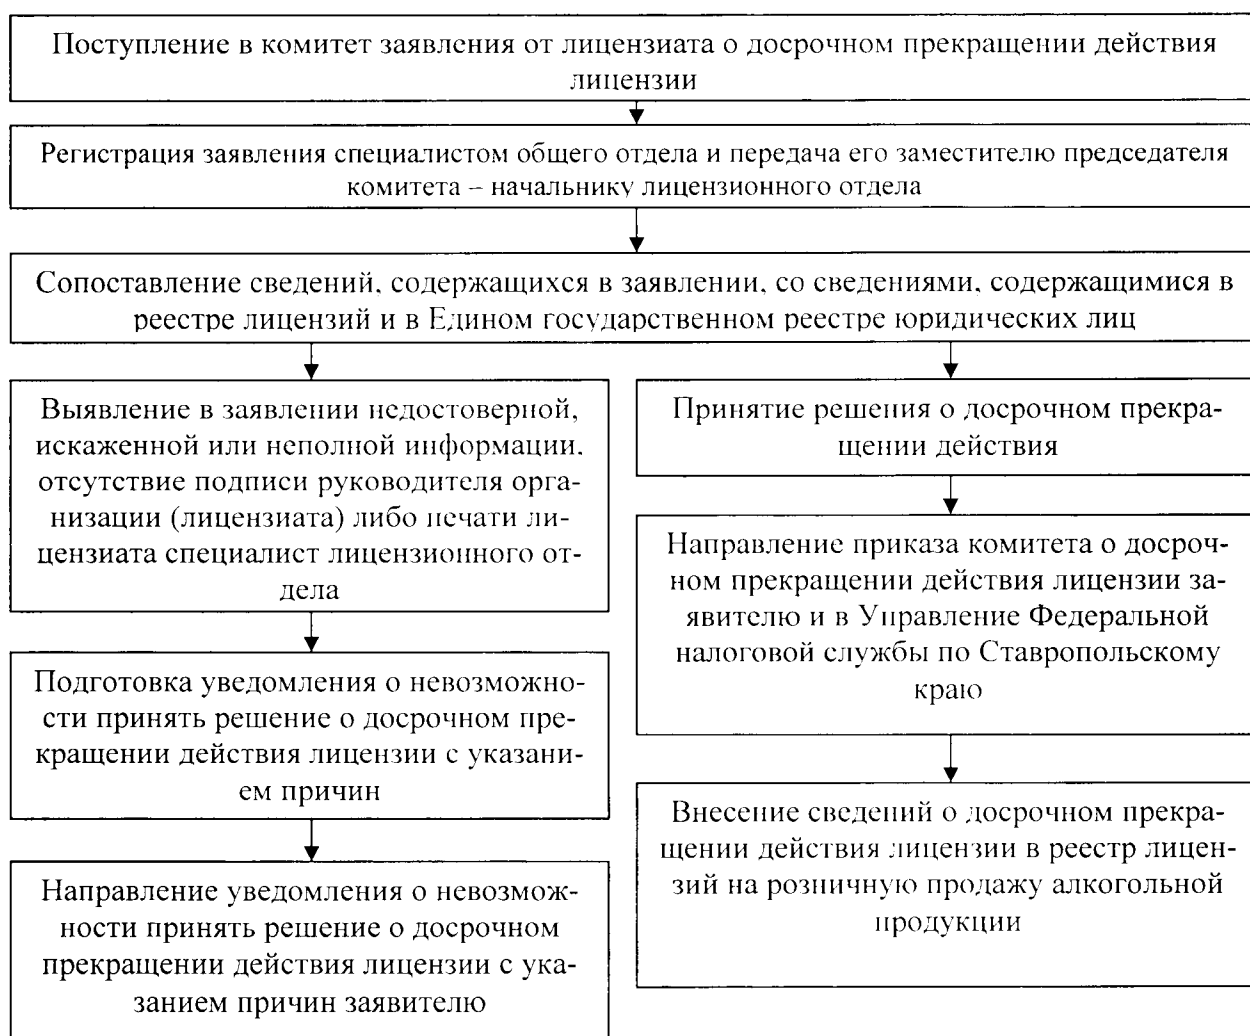 Поступление в комитет заявления от лицензиата о досрочном прекращении действия
лицензии
Регистрация заявления специалистом общего отдела и передача его заместителю председателя
комитета – начальнику лицензионного отдела
Сопоставление сведений, содержащихся в заявлении, со сведениями, содержащимися в
реестре лицензий и в Едином государственном реестре юридических лиц
Выявление в заявлении недостоверной,
искаженной или неполной информации,
отсутствие подписи руководителя орга-
низации (лицензиата) либо печати ли-
цензиата специалист лицензионного от-
дела
Подготовка уведомления о невозможно-
сти принять решение о досрочном пре-
кращении действия лицензии с указани-
ем причин
Направление уведомления о невозмож-
ности принять решение о досрочном
прекращении действия лицензии с ука-
занием причин заявителю
Принятие решения о досрочном прекра-
щении действия
Направление приказа комитета о досроч-
ном прекращении действия лицензии за-
явителю и в Управление Федеральной
налоговой службы по Ставропольскому
краю
Внесение сведений о досрочном прекра-
щении действия лицензии в реестр лицен-
зий на розничную продажу алкогольной
продукции